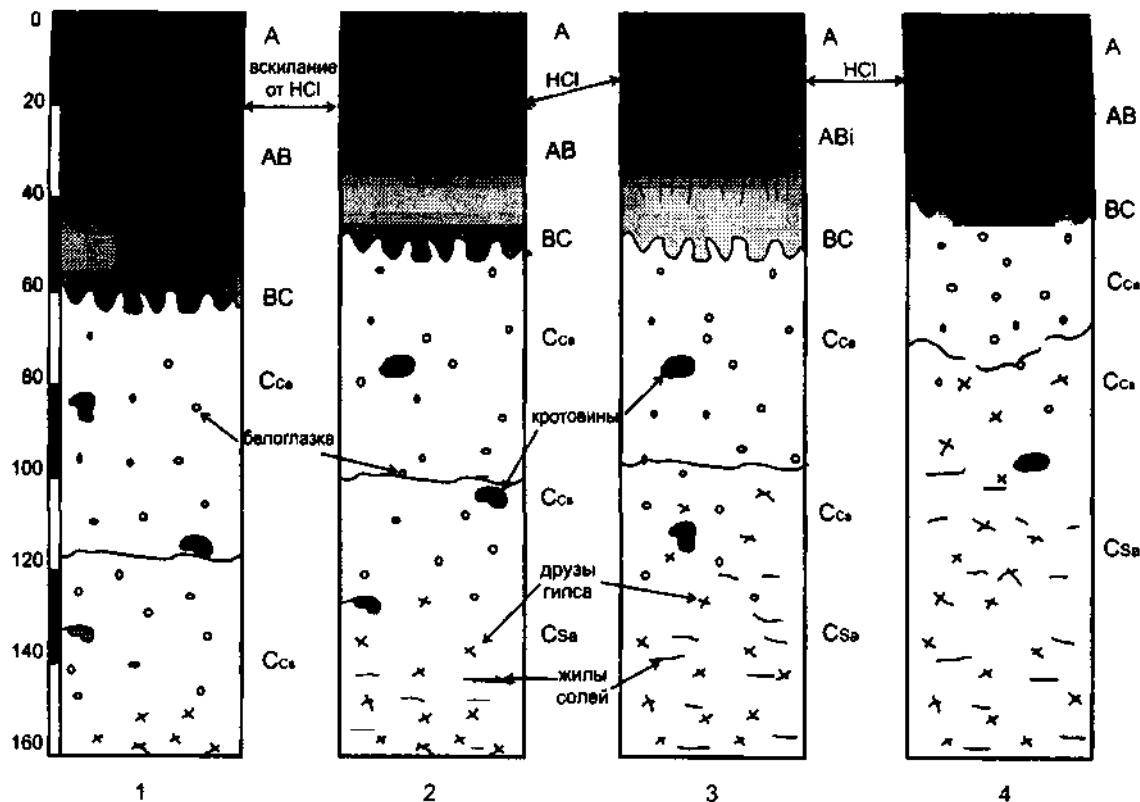 0
20
40
60
80
100
120
140
160
A
вскипание
от HCl
AB
BC
CCa
белоглазка
CCa
1
A
HCl
AB
BC
CCa
кротовины
CCa
друзы
гипса
CSa
жилы
солей
2
A
HCl
ABi
BC
CCa
CCa
CSa
3
A
AB
BC
CCa
CCa
CSa
4